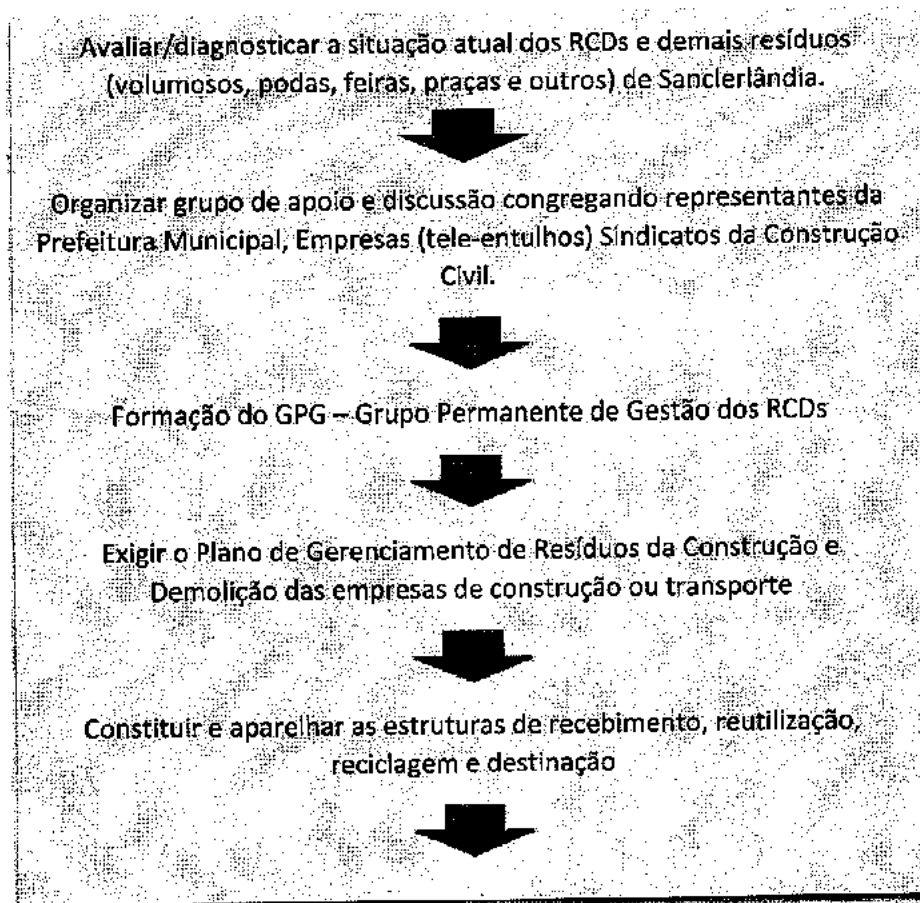 Avaliar/diagnosticar a situação atual dos RCDs e demais resíduos
(volumosos, podas, feiras, praças e outros) de Sanclerlândia.
Organizar grupo de apoio e discussão congregando representantes da
Prefeitura Municipal, Empresas (tele-entulhos) Sindicatos da Construção
Civil.
Formação do GPG – Grupo Permanente de Gestão dos RCDs
Exigir o Plano de Gerenciamento de Resíduos da Construção e
Demolição das empresas de construção ou transporte
Constituir e aparelhar as estruturas de recebimento, reutilização,
reciclagem e destinação